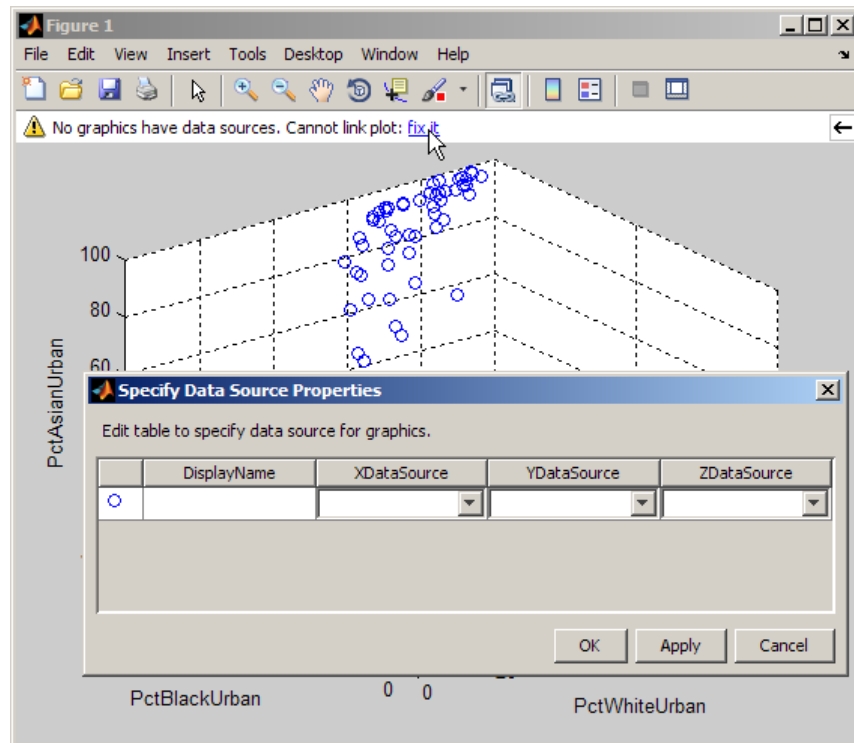 Figure 1
File Edit View Insert Tools Desktop Window Help
No graphics have data sources. Cannot link plot: fix it
100
80
60
PctAsianUrban
Specify Data Source Properties
Edit table to specify data source for graphics.
DisplayName XDataSource YDataSource ZDataSource
OK Apply Cancel
0 0
PctBlackUrban
PctWhiteUrban